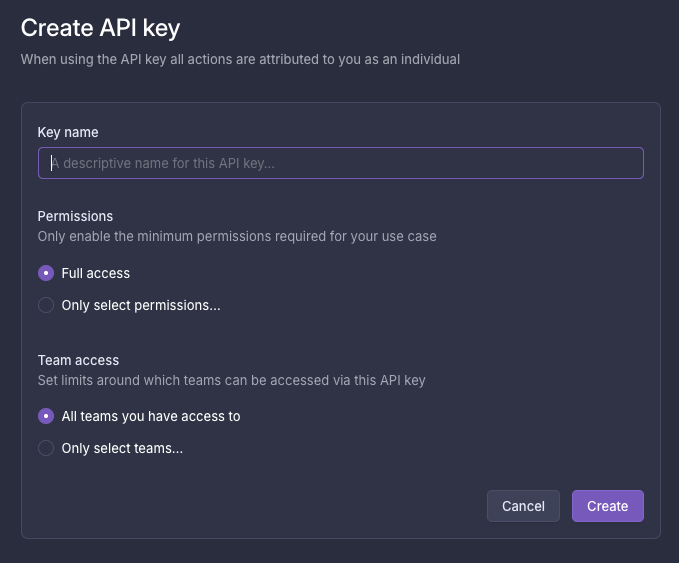 Create API key
When using the API key all actions are attributed to you as an individual
Key name
A descriptive name for this API key...
Permissions
Only enable the minimum permissions required for your use case
Full access
Only select permissions...
Team access
Set limits around which teams can be accessed via this API key
All teams you have access to
Only select teams...
Cancel
Create